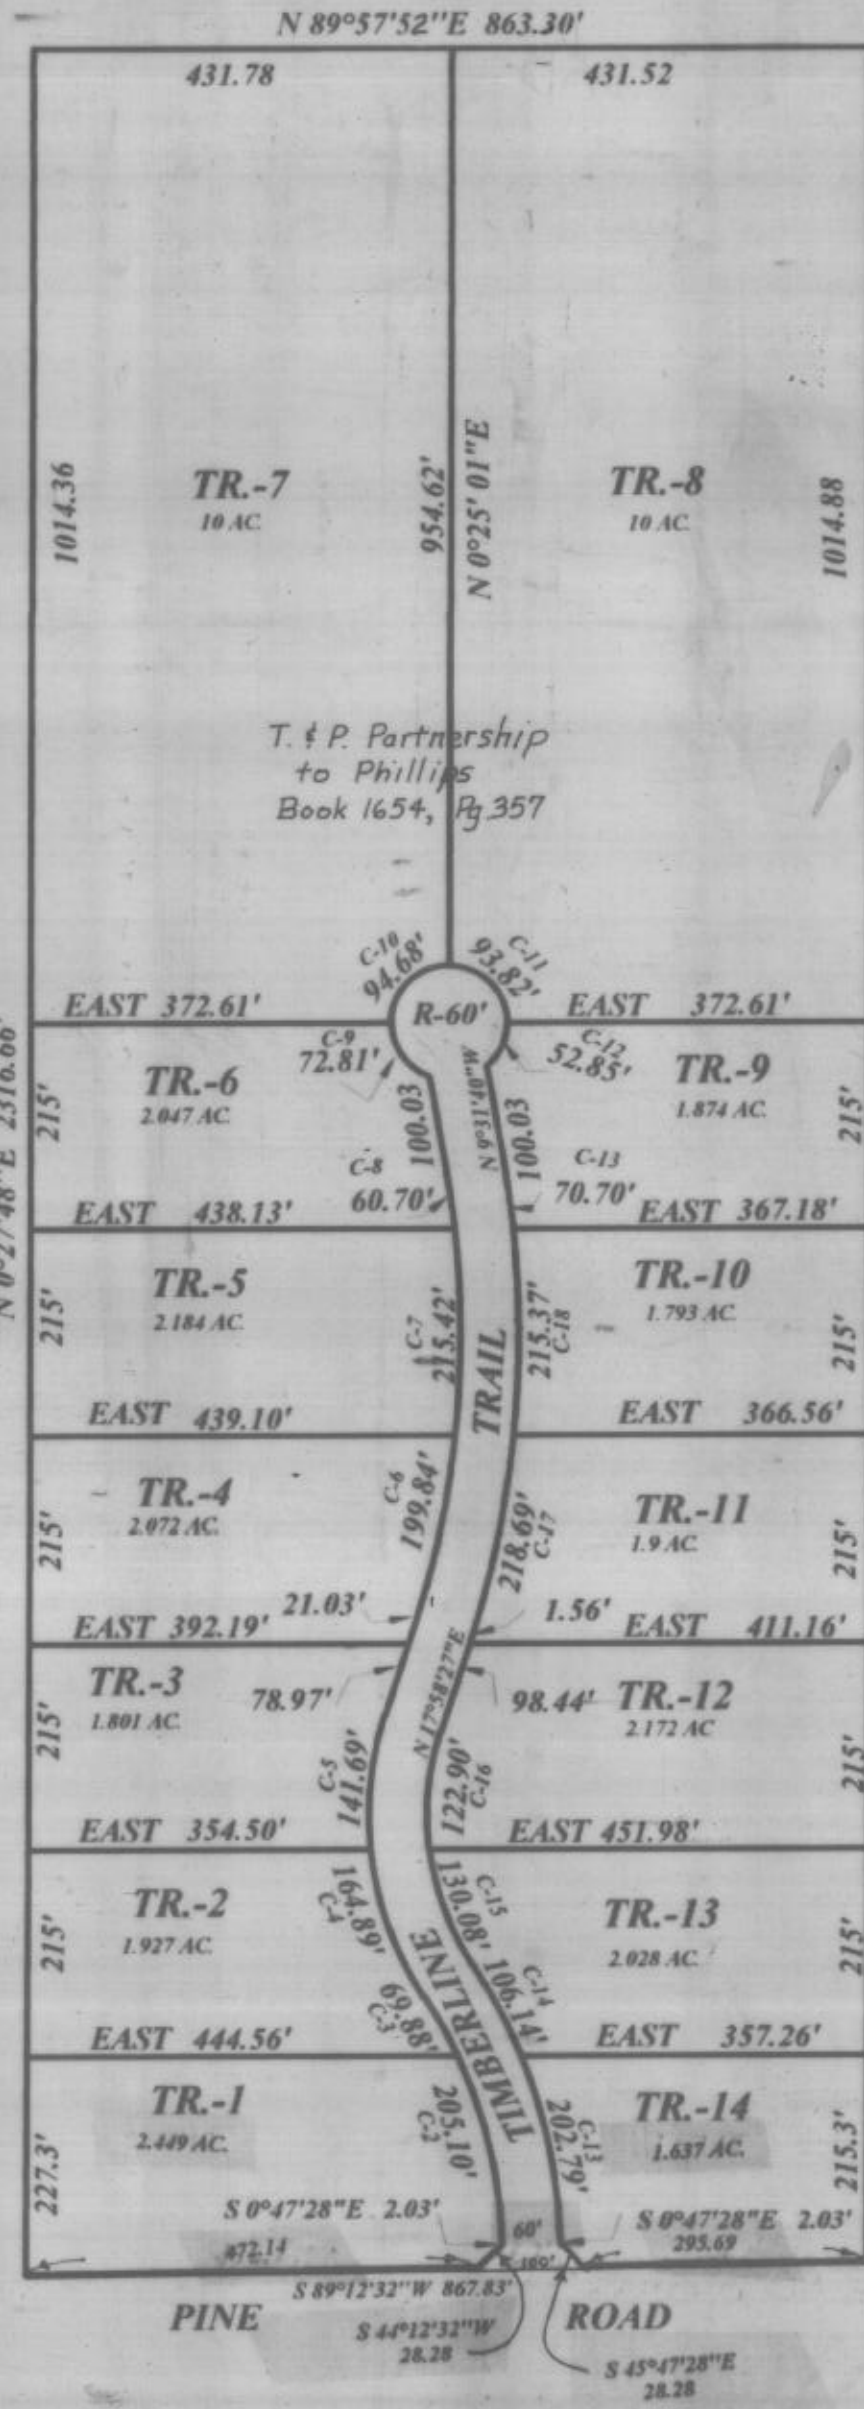 N 89°57'52"E 863.30'
431.78
431.52
1014.36
TR.-7
10 AC.
954.62'
N 0°25' 01"E
TR.-8
10 AC.
1014.88
T. & P. Partnership
to Phillips
Book 1654, Pg 357
C-10
94.68'
C-11
93.82'
EAST 372.61'
R-60'
EAST 372.61'
N 0°27'48"E 2316.66'
215'
TR.-6
2.047 AC.
C-9
72.81'
100.03
N 9°31'40"W
100.03
C-12
52.85'
TR.-9
1.874 AC.
215'
C-8
60.70'
C-13
70.70'
EAST 438.13'
EAST 367.18'
215'
TR.-5
2.184 AC.
C-7
215.42'
TRAIL
215.37'
C-18
TR.-10
1.793 AC.
215'
EAST 439.10'
EAST 366.56'
215'
TR.-4
2.072 AC.
C-6
199.84'
218.69'
C-17
TR.-11
1.9 AC.
215'
21.03'
1.56'
EAST 392.19'
EAST 411.16'
215'
TR.-3
1.801 AC.
78.97'
N 17°58'27"E
98.44'
TR.-12
2.172 AC
215'
C-5
141.69'
122.90'
C-16
EAST 354.50'
EAST 451.98'
215'
TR.-2
1.927 AC.
164.89'
C-4
69.88'
C-3
TIMBERLINE
C-15
130.80'
C-14
106.14'
TR.-13
2.028 AC.
215'
EAST 444.56'
EAST 357.26'
227.3'
TR.-1
2.449 AC.
205.10'
C-2
C-13
202.79'
TR.-14
1.637 AC.
215.3'
S 0°47'28"E 2.03'
60'
S 0°47'28"E 2.03'
472.14
100'
295.69
S 89°12'32"W 867.83'
PINE ROAD
S 44°12'32"W
28.28
S 45°47'28"E
28.28